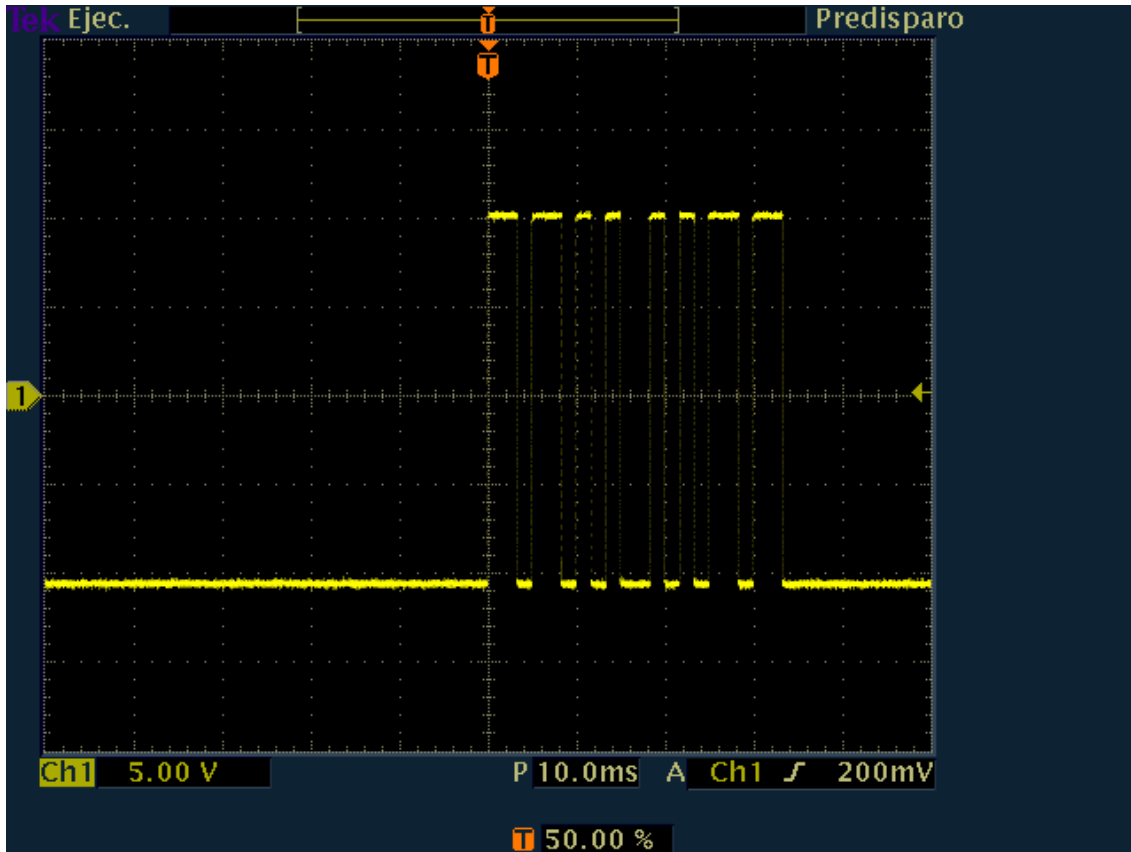 Tek Ejec. T Predisparo
T
1
Ch1 5.00 V P 10.0ms A Ch1 200mV
T 50.00 %